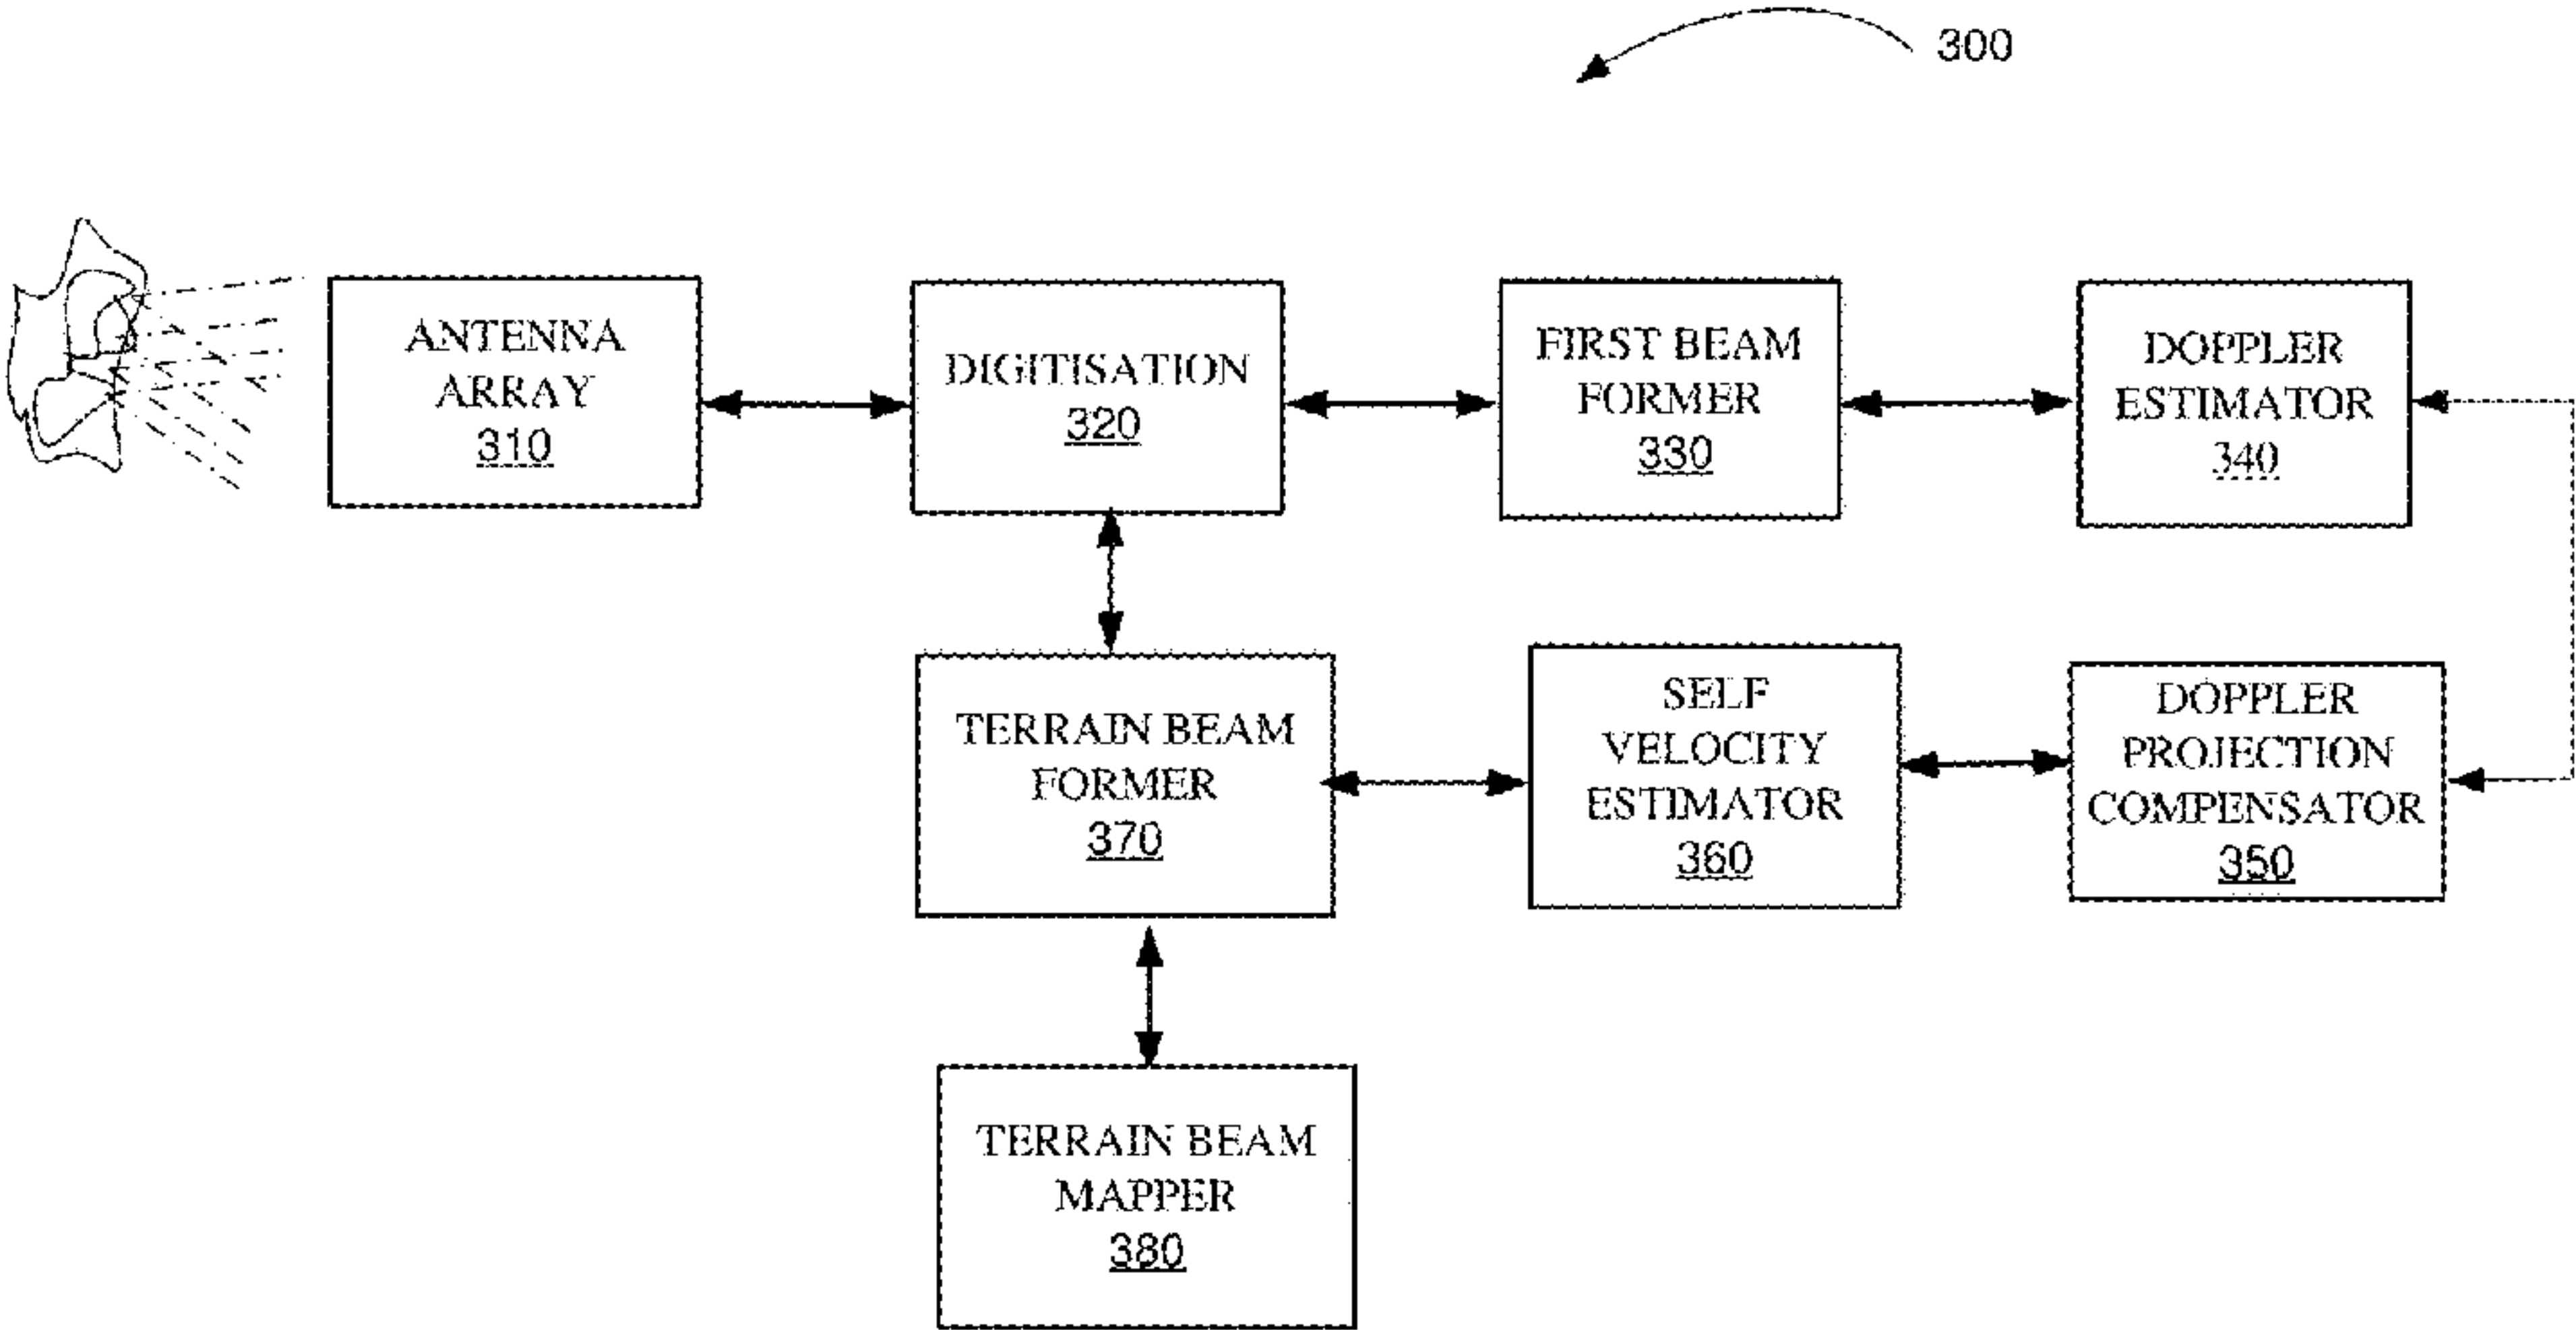 300
ANTENNA
ARRAY
310
DIGITISATION
320
FIRST BEAM
FORMER
330
DOPPLER
ESTIMATOR
340
TERRAIN BEAM
FORMER
370
SELF
VELOCITY
ESTIMATOR
360
DOPPLER
PROJECTION
COMPENSATOR
350
TERRAIN BEAM
MAPPER
380